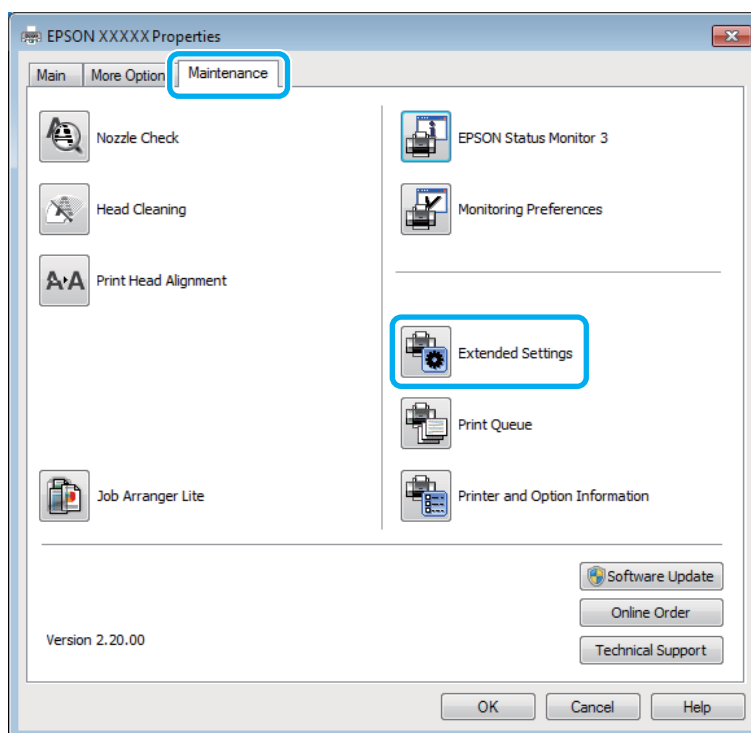 EPSON XXXXX Properties
Main
More Option
Maintenance
Nozzle Check
EPSON Status Monitor 3
Head Cleaning
Monitoring Preferences
A A
Print Head Alignment
Extended Settings
Print Queue
Job Arranger Lite
Printer and Option Information
Software Update
Online Order
Version 2.20.00
Technical Support
OK
Cancel
Help